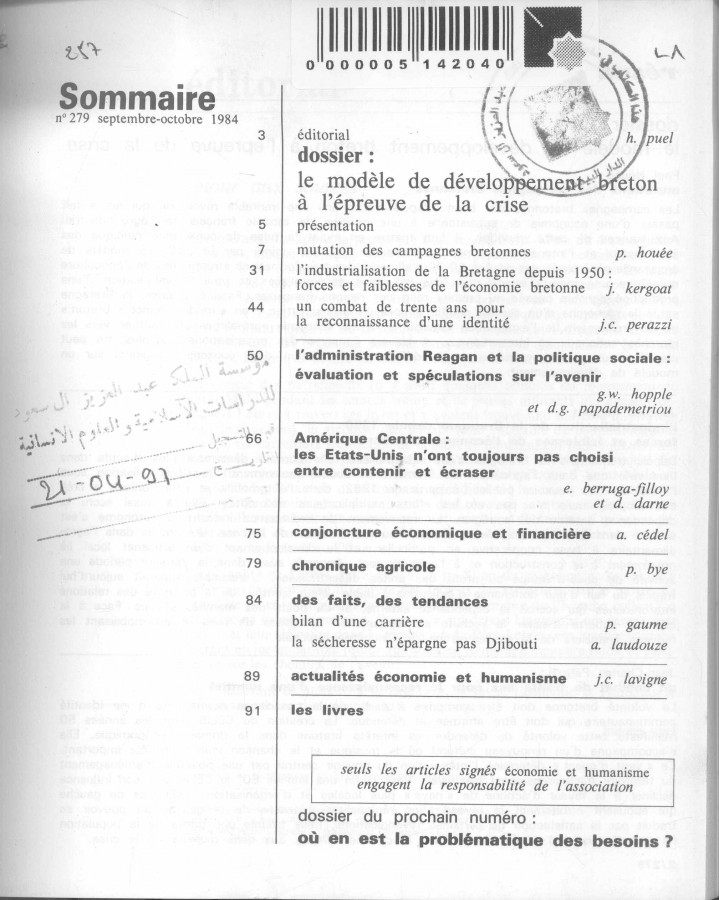 257
0 000005 142040
LA
Sommaire
n° 279 septembre-octobre 1984
3 éditorial h. puel
dossier :
le modèle de développement breton
à l'épreuve de la crise
5 présentation
7 mutation des campagnes bretonnes p. houée
31 l'industrialisation de la Bretagne depuis 1950 :
forces et faiblesses de l'économie bretonne j. kergoat
44 un combat de trente ans pour
la reconnaissance d'une identité j.c. perazzi
50 l'administration Reagan et la politique sociale :
évaluation et spéculations sur l'avenir
g.w. hopple
et d.g. papademetriou
مؤسسة الملك عبد العزيز آل سعود
للدراسات الاسلامية و العلوم الانسانية
21-04-97
66 Amérique Centrale :
les Etats-Unis n'ont toujours pas choisi
entre contenir et écraser
e. berruga-filloy
et d. darne
75 conjoncture économique et financière a. cédel
79 chronique agricole p. bye
84 des faits, des tendances
bilan d'une carrière p. gaume
la sécheresse n'épargne pas Djibouti a. laudouze
89 actualités économie et humanisme j.c. lavigne
91 les livres
seuls les articles signés économie et humanisme
engagent la responsabilité de l'association
dossier du prochain numéro :
où en est la problématique des besoins ?